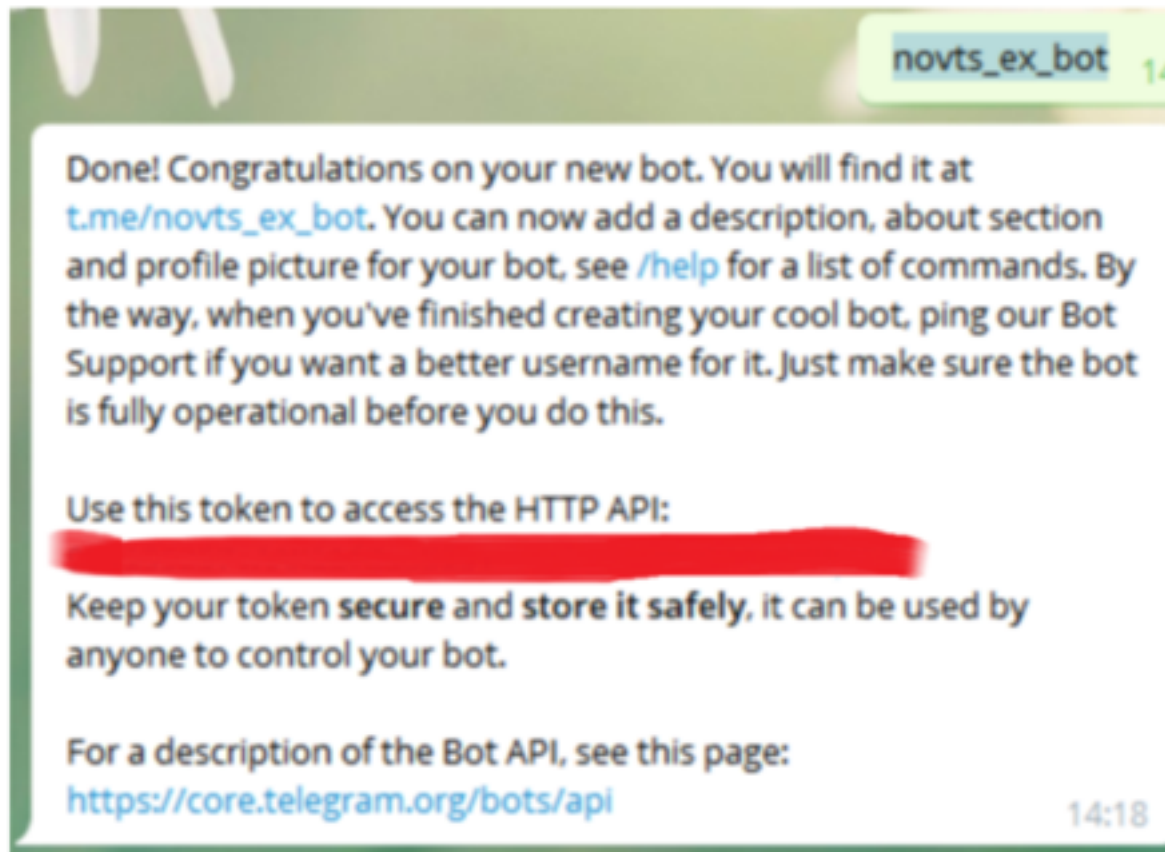 novts_ex_bot
Done! Congratulations on your new bot. You will find it at
t.me/novts_ex_bot. You can now add a description, about section
and profile picture for your bot, see /help for a list of commands. By
the way, when you've finished creating your cool bot, ping our Bot
Support if you want a better username for it. Just make sure the bot
is fully operational before you do this.
Use this token to access the HTTP API:
Keep your token secure and store it safely, it can be used by
anyone to control your bot.
For a description of the Bot API, see this page:
https://core.telegram.org/bots/api
14:18